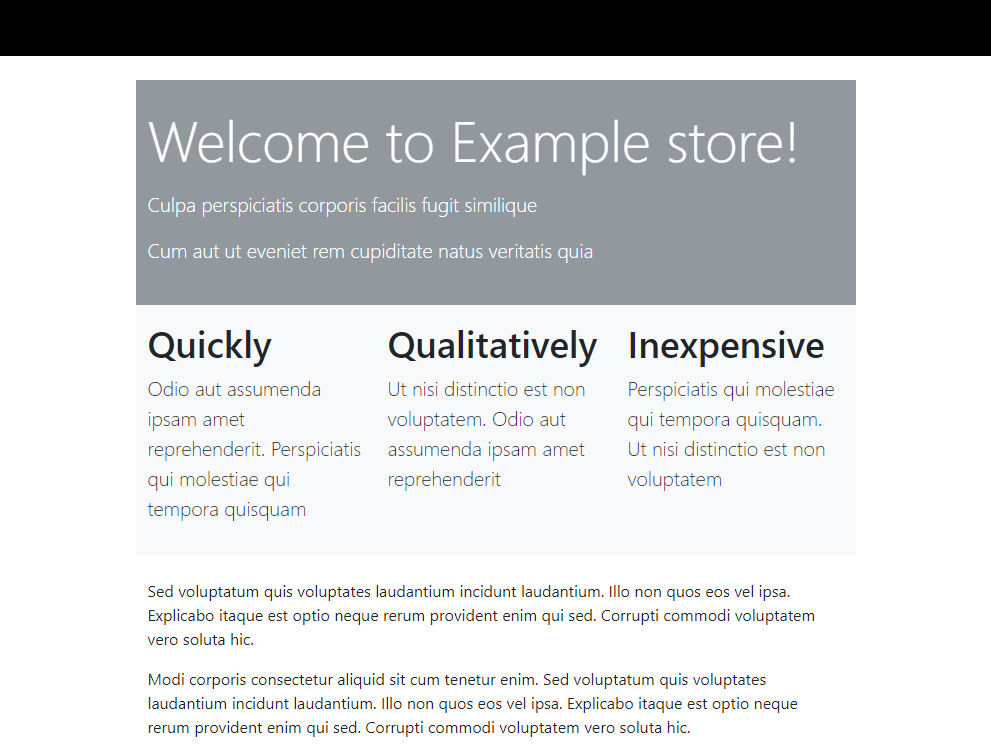 Welcome to Example store!
Culpa perspiciatis corporis facilis fugit similique
Cum aut ut eveniet rem cupiditate natus veritatis quia
Quickly
Odio aut assumenda
ipsam amet
reprehenderit. Perspiciatis
qui molestiae qui
tempora quisquam
Qualitatively
Ut nisi distinctio est non
voluptatem. Odio aut
assumenda ipsam amet
reprehenderit
Inexpensive
Perspiciatis qui molestiae
qui tempora quisquam.
Ut nisi distinctio est non
voluptatem
Sed voluptatum quis voluptates laudantium incidunt laudantium. Illo non quos eos vel ipsa.
Explicabo itaque est optio neque rerum provident enim qui sed. Corrupti commodi voluptatem
vero soluta hic.
Modi corporis consectetur aliquid sit cum tenetur enim. Sed voluptatum quis voluptates
laudantium incidunt laudantium. Illo non quos eos vel ipsa. Explicabo itaque est optio neque
rerum provident enim qui sed. Corrupti commodi voluptatem vero soluta hic.